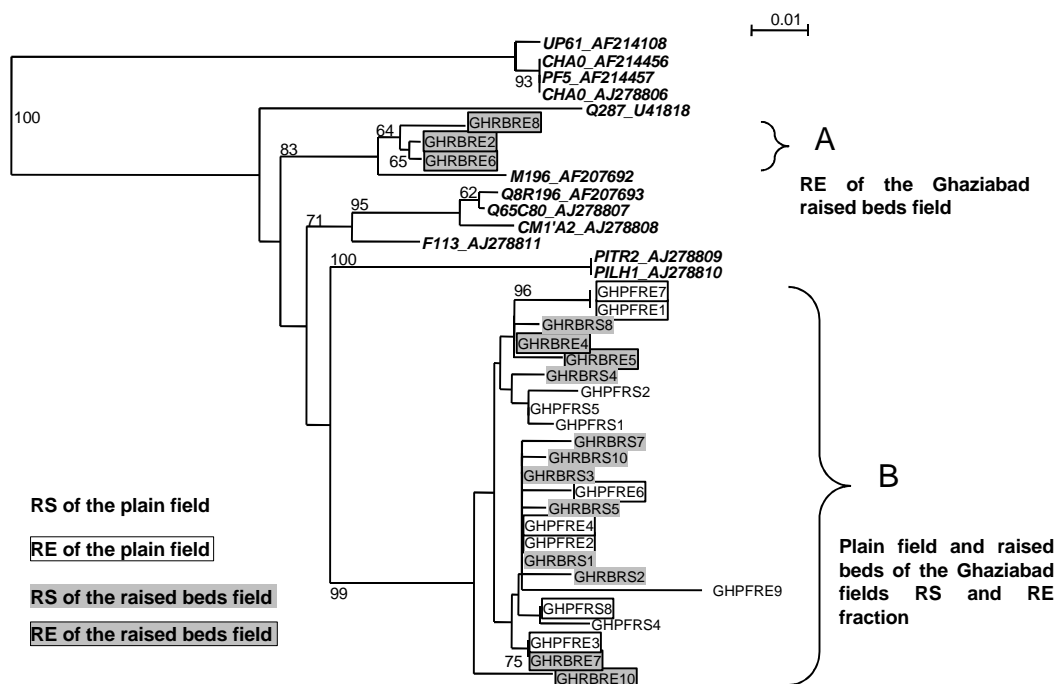 0.01
UP61_AF214108
CHA0_AF214456
PF5_AF214457
93
CHA0_AJ278806
100
Q287_U41818
GHRBRE8
64
GHRBRE2
83
65
GHRBRE6
M196_AF207692
A
RE of the Ghaziabad
raised beds field
Q8R196_AF207693
62
Q65C80_AJ278807
95
CM1'A2_AJ278808
71
F113_AJ278811
100
PITR2_AJ278809
PILH1_AJ278810
96
GHPFRE7
GHPFRE1
GHRBRS8
GHRBRE4
GHRBRE5
GHRBRS4
GHPFRS2
GHPFRS5
GHPFRS1
GHRBRS7
GHRBRS10
GHRBRS3
GHPFRE6
GHRBRS5
GHPFRE4
GHPFRE2
GHRBRS1
GHRBRS2
GHPFRE9
99
GHPFRS8
GHPFRS4
GHPFRE3
75
GHRBRE7
GHRBRE10
B
Plain field and raised
beds of the Ghaziabad
fields RS and RE
fraction
RS of the plain field
RE of the plain field
RS of the raised beds field
RE of the raised beds field